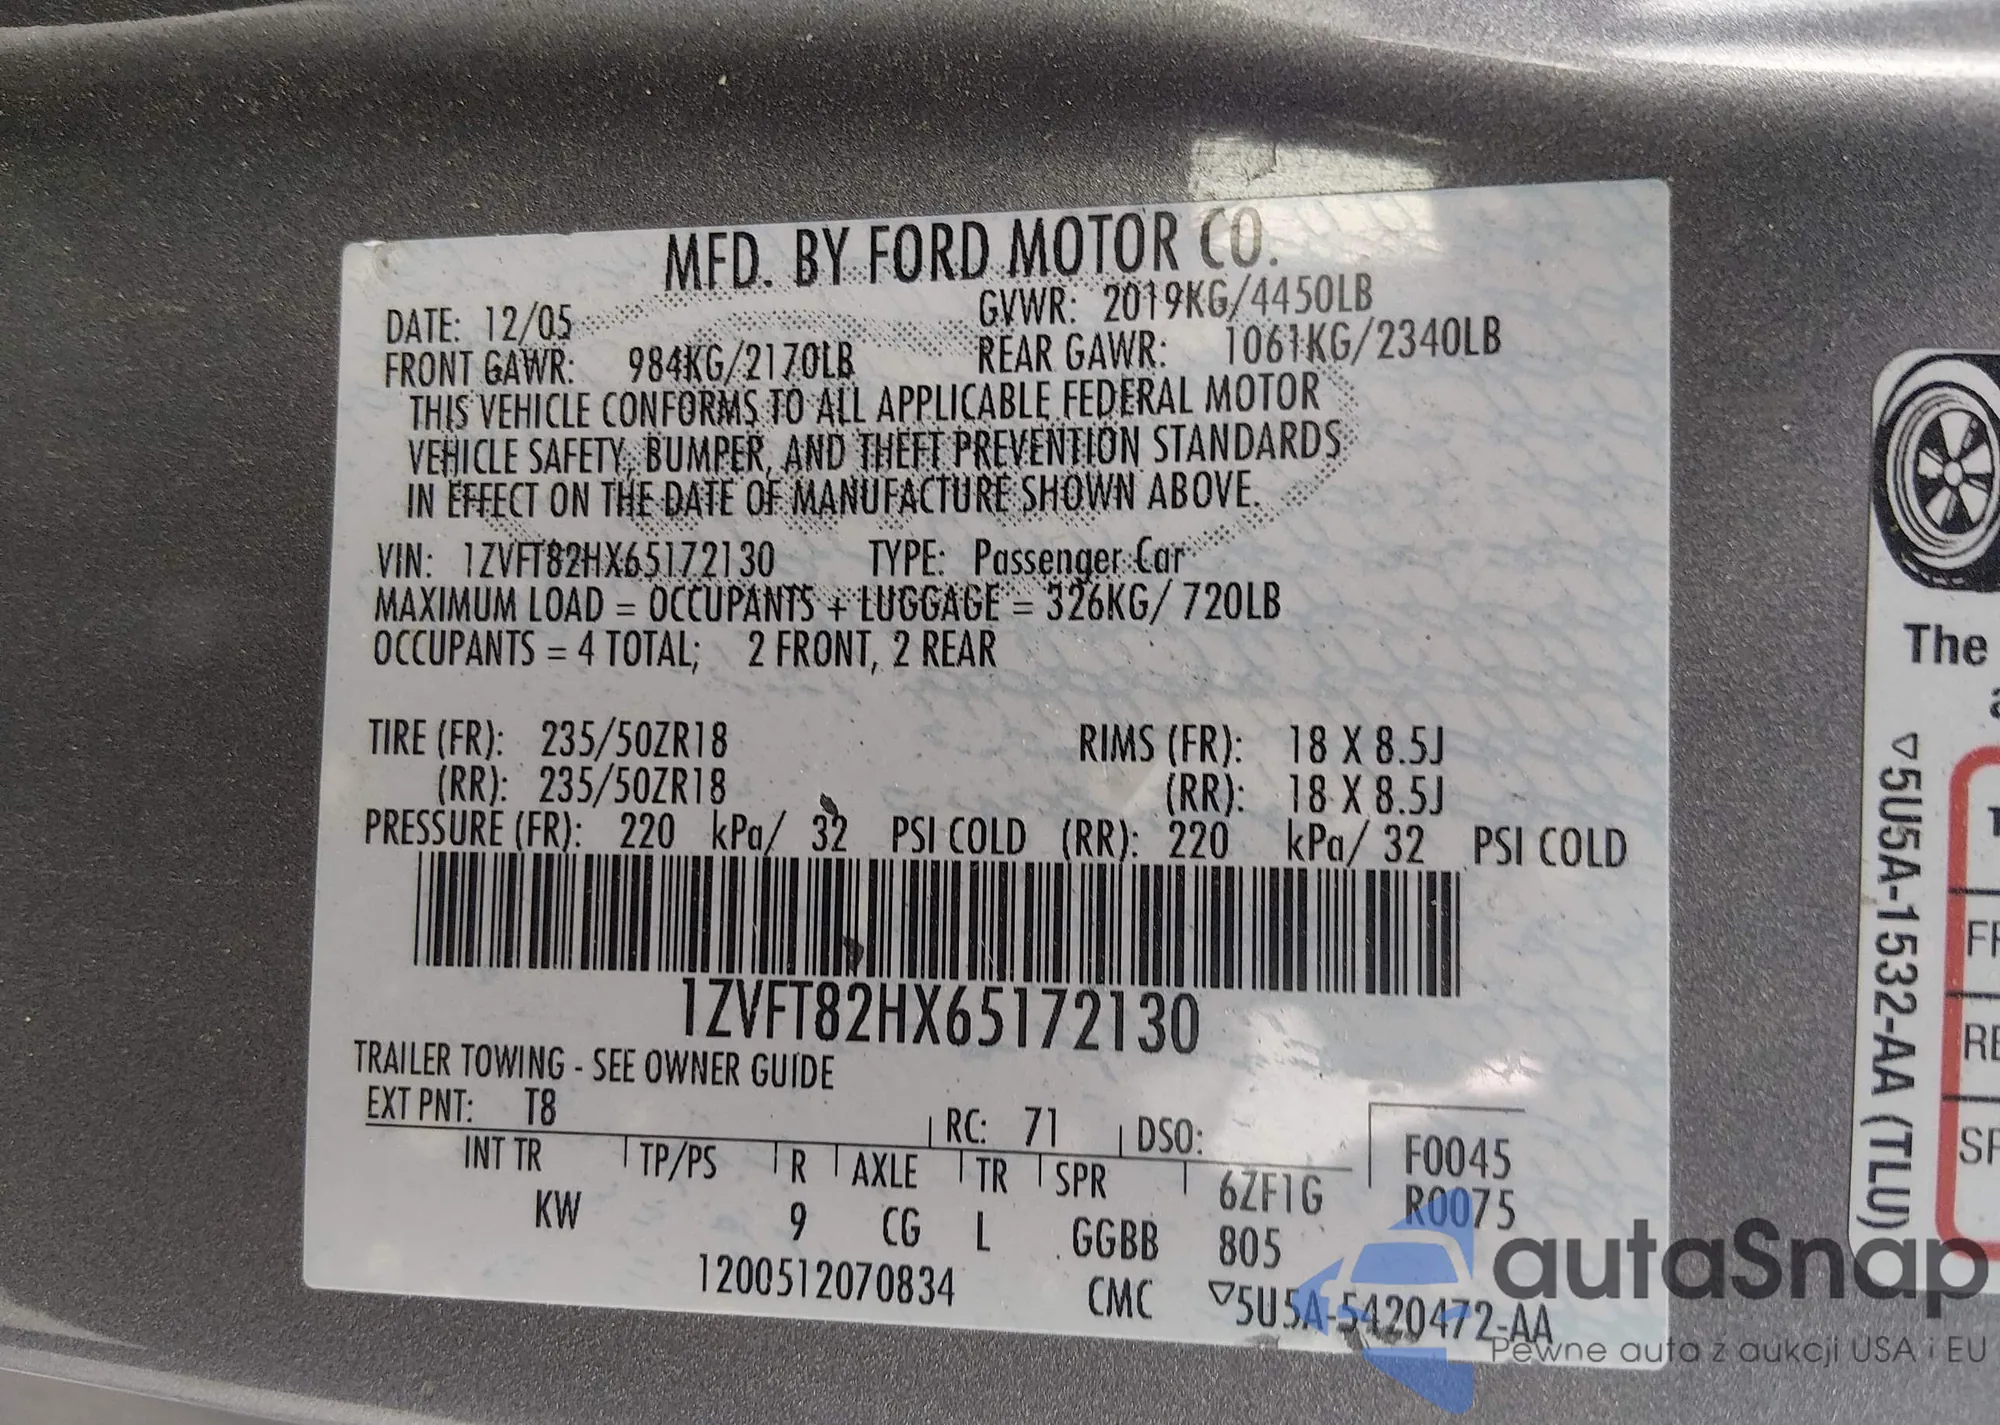 MFD. BY FORD MOTOR CO.
DATE: 12/05 GVWR: 2019KG/4450LB
FRONT GAWR: 984KG/2170LB REAR GAWR: 1061KG/2340LB
THIS VEHICLE CONFORMS TO ALL APPLICABLE FEDERAL MOTOR
VEHICLE SAFETY, BUMPER, AND THEFT PREVENTION STANDARDS
IN EFFECT ON THE DATE OF MANUFACTURE SHOWN ABOVE.
VIN: 1ZVFT82HX65172130 TYPE: Passenger Car
MAXIMUM LOAD = OCCUPANTS + LUGGAGE = 326KG/ 720LB
OCCUPANTS = 4 TOTAL; 2 FRONT, 2 REAR
TIRE (FR): 235/50ZR18 RIMS (FR): 18 X 8.5J
(RR): 235/50ZR18 (RR): 18 X 8.5J
PRESSURE (FR): 220 kPa/ 32 PSI COLD (RR): 220 kPa/ 32 PSI COLD
1ZVFT82HX65172130
TRAILER TOWING - SEE OWNER GUIDE
EXT PNT: T8 RC: 71 DSO:
INT TR TP/PS R AXLE TR SPR 6ZF1G F0045
KW 9 CG L GGBB 805 R0075
1200512070834 CMC ▽5U5A-5420472-AA
The
▽5U5A-1532-AA (TLU)
autaSnap
Pewne auta z aukcji USA i EU